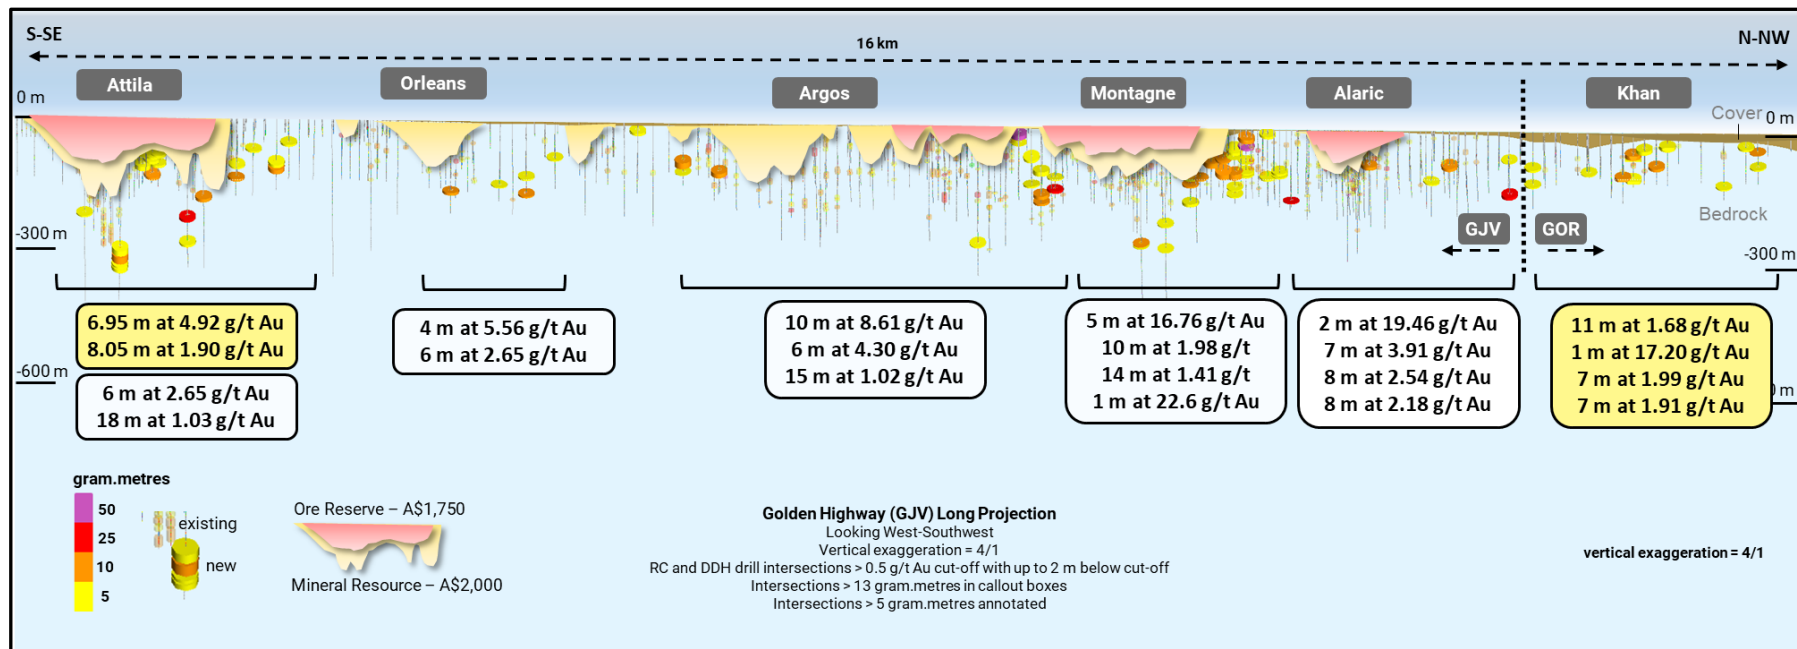 S-SE
N-NW
16 km
Attila
Orleans
Argos
Montagne
Alaric
Khan
0 m
Cover
0 m
Bedrock
GJV
GOR
-300 m
-300 m
6.95 m at 4.92 g/t Au
8.05 m at 1.90 g/t Au
6 m at 2.65 g/t Au
18 m at 1.03 g/t Au
4 m at 5.56 g/t Au
6 m at 2.65 g/t Au
10 m at 8.61 g/t Au
6 m at 4.30 g/t Au
15 m at 1.02 g/t Au
5 m at 16.76 g/t Au
10 m at 1.98 g/t
14 m at 1.41 g/t
1 m at 22.6 g/t Au
2 m at 19.46 g/t Au
7 m at 3.91 g/t Au
8 m at 2.54 g/t Au
8 m at 2.18 g/t Au
11 m at 1.68 g/t Au
1 m at 17.20 g/t Au
7 m at 1.99 g/t Au
7 m at 1.91 g/t Au
-600 m
0 m
gram.metres
50
25
10
5
existing
new
Ore Reserve – A$1,750
Mineral Resource – A$2,000
Golden Highway (GJV) Long Projection
Looking West-Southwest
Vertical exaggeration = 4/1
RC and DDH drill intersections > 0.5 g/t Au cut-off with up to 2 m below cut-off
Intersections > 13 gram.metres in callout boxes
Intersections > 5 gram.metres annotated
vertical exaggeration = 4/1